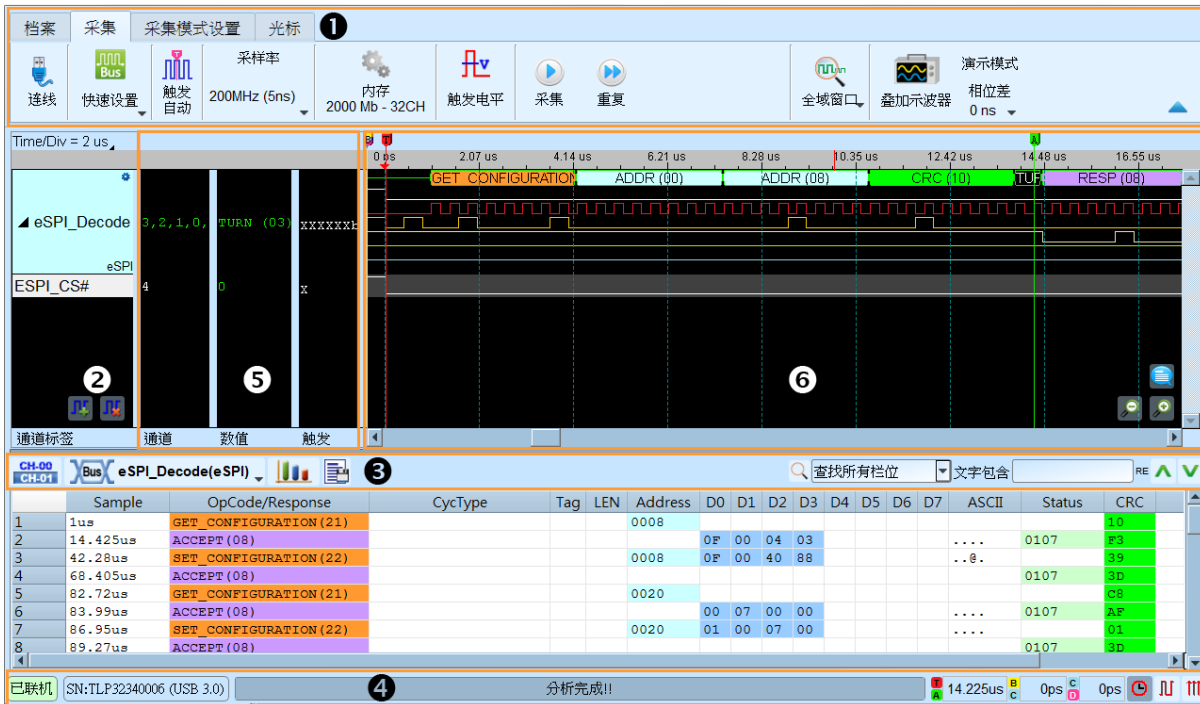 档案 采集 采集模式设置 光标 ❶
连线 Bus 快速设置 触发 自动 采样率 200MHz (5ns) 内存 2000 Mb - 32CH 触发电平 采集 重复 全域窗口 叠加示波器 演示模式 相位差 0 ns
Time/Div = 2 us
B T A
0 ps 2.07 us 4.14 us 6.21 us 8.28 us 10.35 us 12.42 us 14.48 us 16.55 us
GET_CONFIGURATION ADDR (00) ADDR (08) CRC (10) TUR RESP (08)
eSPI_Decode 3,2,1,0, TURN (03) XXXXXXb
eSPI
ESPI_CS# 4 0 X
❷ ❺ ❻
通道标签 通道 数值 触发
CH-00 CH-01 Bus eSPI_Decode(eSPI) ❸ 查找所有栏位 文字包含 RE
Sample OpCode/Response CycType Tag LEN Address D0 D1 D2 D3 D4 D5 D6 D7 ASCII Status CRC
1 1us GET_CONFIGURATION(21) 0008 10
2 14.425us ACCEPT(08) 0F 00 04 03 .... 0107 F3
3 42.28us SET_CONFIGURATION(22) 0008 0F 00 40 88 ..@. 39
4 68.405us ACCEPT(08) 0107 3D
5 82.72us GET_CONFIGURATION(21) 0020 C8
6 83.99us ACCEPT(08) 00 07 00 00 .... 0107 AF
7 86.95us SET_CONFIGURATION(22) 0020 01 00 07 00 .... 01
8 89.27us ACCEPT(08) 0107 3D
已联机 SN:TLP32340006 (USB 3.0) ❹ 分析完成!! T A 14.225us B C 0ps C D 0ps